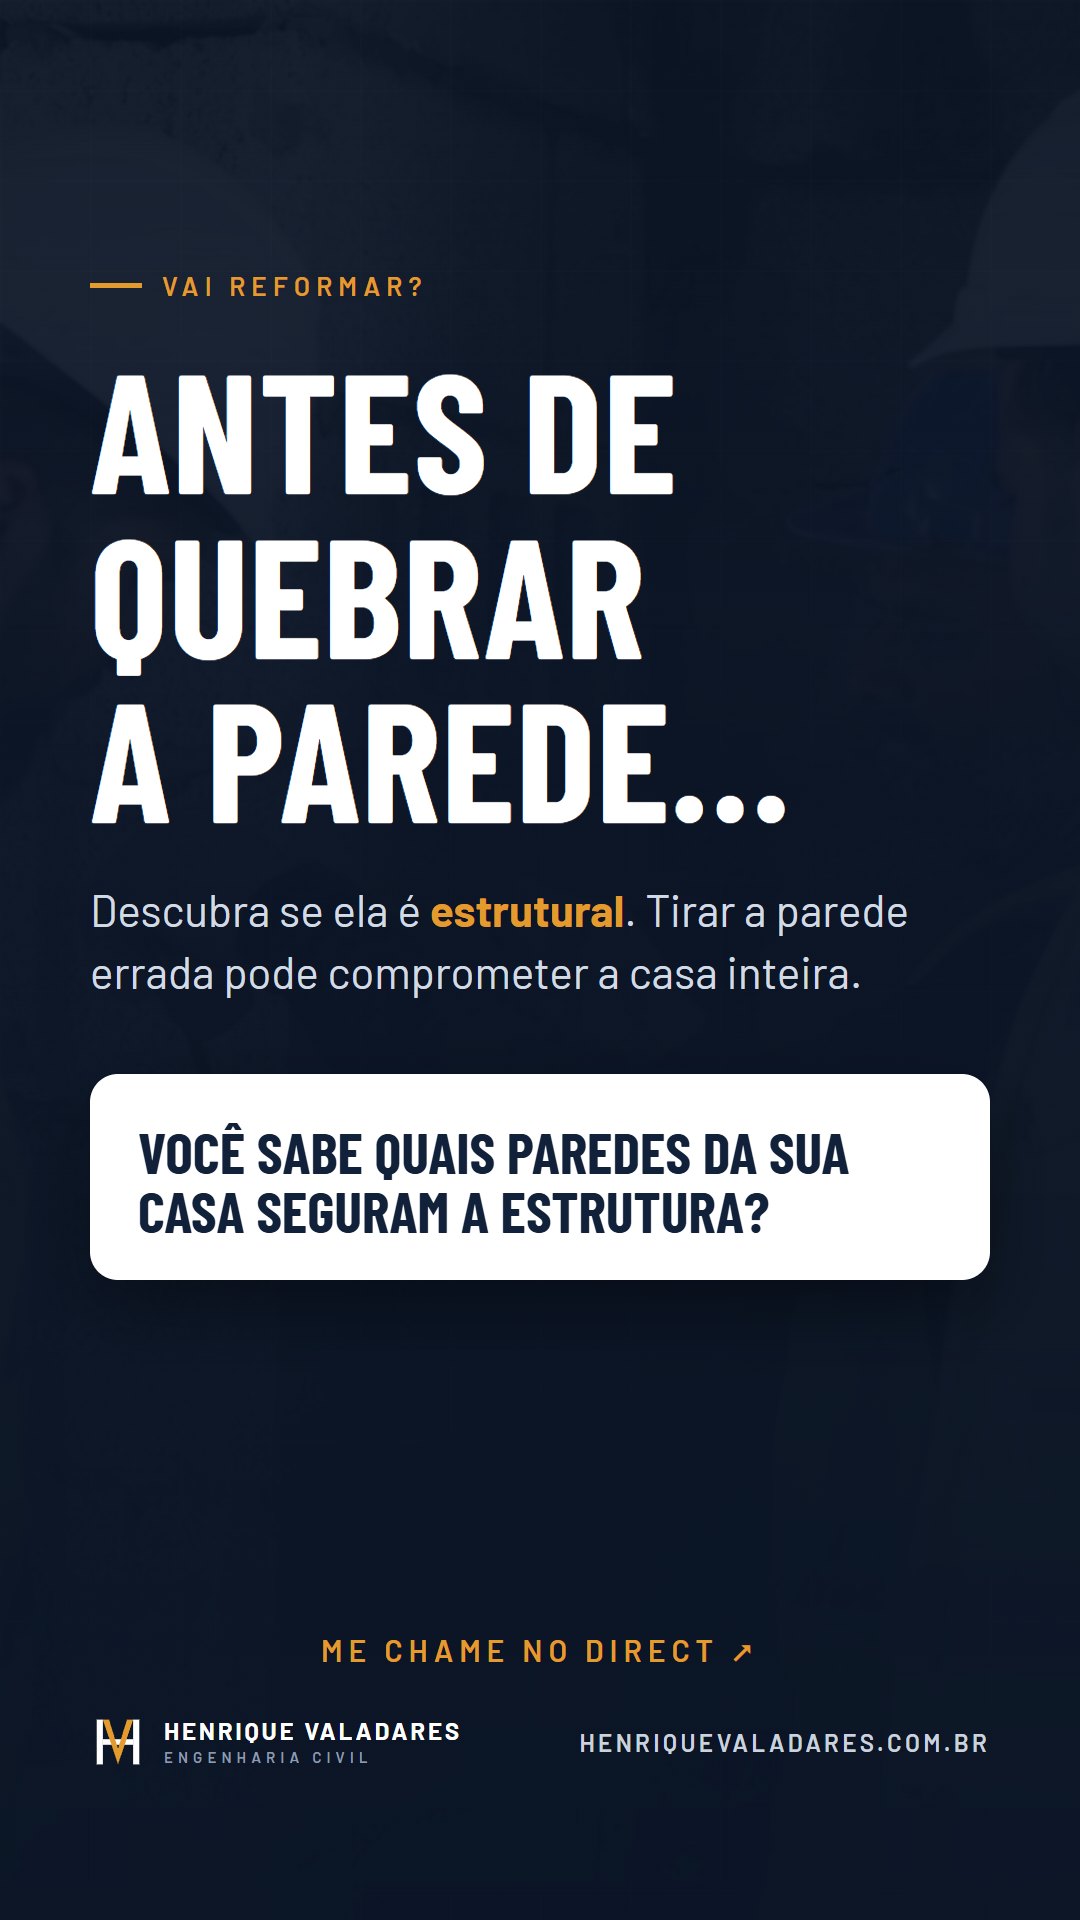 VAI REFORMAR?
ANTES DE
QUEBRAR
A PAREDE...
Descubra se ela é estrutural. Tirar a parede
errada pode comprometer a casa inteira.
VOCÊ SABE QUAIS PAREDES DA SUA
CASA SEGURAM A ESTRUTURA?
ME CHAME NO DIRECT ↗
HENRIQUE VALADARES
ENGENHARIA CIVIL
HENRIQUEVALADARES.COM.BR